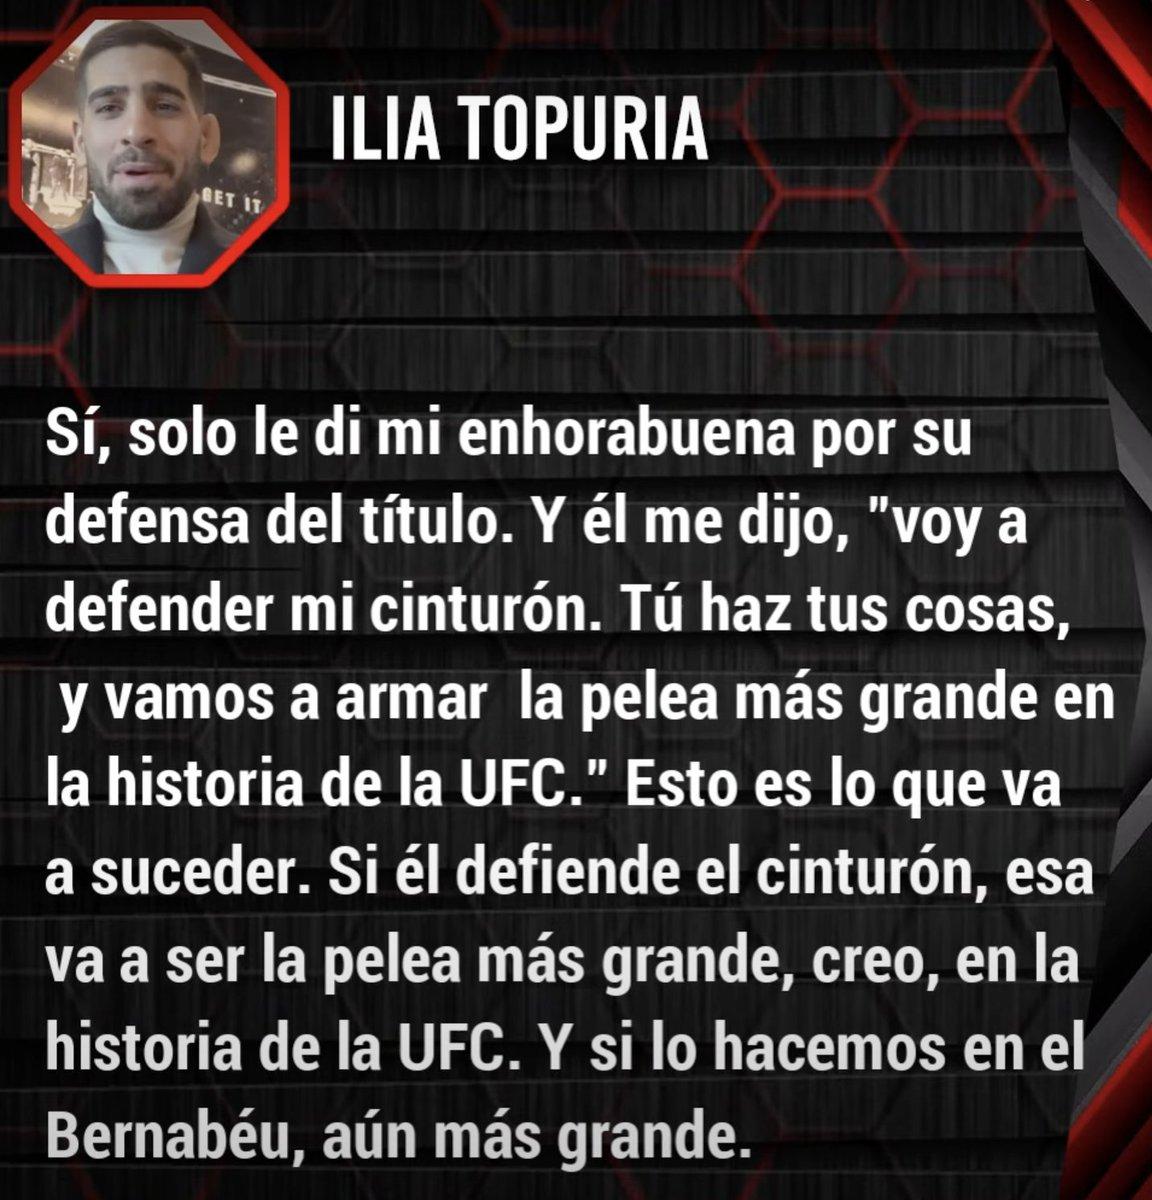 GET IT
ILIA TOPURIA
Sí, solo le di mi enhorabuena por su
defensa del título. Y él me dijo, "voy a
defender mi cinturón. Tú haz tus cosas,
y vamos a armar la pelea más grande en
la historia de la UFC." Esto es lo que va
a suceder. Si él defiende el cinturón, esa
va a ser la pelea más grande, creo, en la
historia de la UFC. Y si lo hacemos en el
Bernabéu, aún más grande.